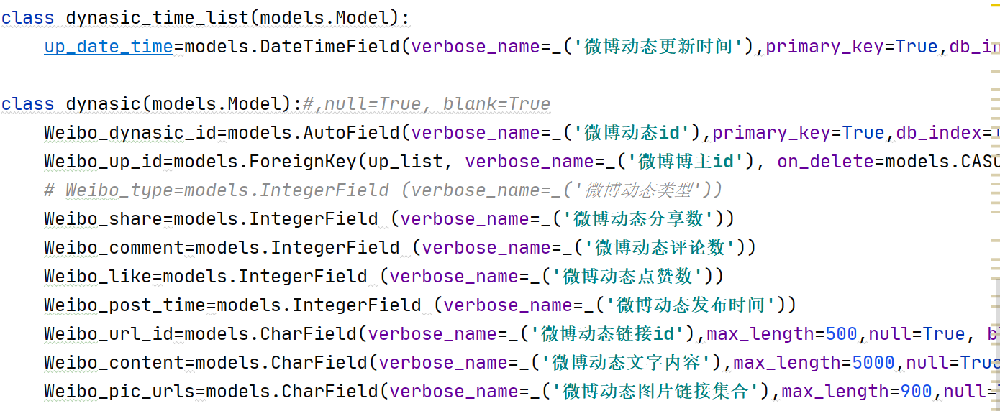 class dynasic_time_list(models.Model):
up_date_time=models.DateTimeField(verbose_name=_('微博动态更新时间'),primary_key=True,db_in
class dynasic(models.Model):#,null=True, blank=True
Weibo_dynasic_id=models.AutoField(verbose_name=_('微博动态id'),primary_key=True,db_index=
Weibo_up_id=models.ForeignKey(up_list, verbose_name=_('微博博主id'), on_delete=models.CASC
# Weibo_type=models.IntegerField (verbose_name=_('微博动态类型'))
Weibo_share=models.IntegerField (verbose_name=_('微博动态分享数'))
Weibo_comment=models.IntegerField (verbose_name=_('微博动态评论数'))
Weibo_like=models.IntegerField (verbose_name=_('微博动态点赞数'))
Weibo_post_time=models.IntegerField (verbose_name=_('微博动态发布时间'))
Weibo_url_id=models.CharField(verbose_name=_('微博动态链接id'),max_length=500,null=True, bl
Weibo_content=models.CharField(verbose_name=_('微博动态文字内容'),max_length=5000,null=True
Weibo_pic_urls=models.CharField(verbose_name=_('微博动态图片链接集合'),max_length=900,null=